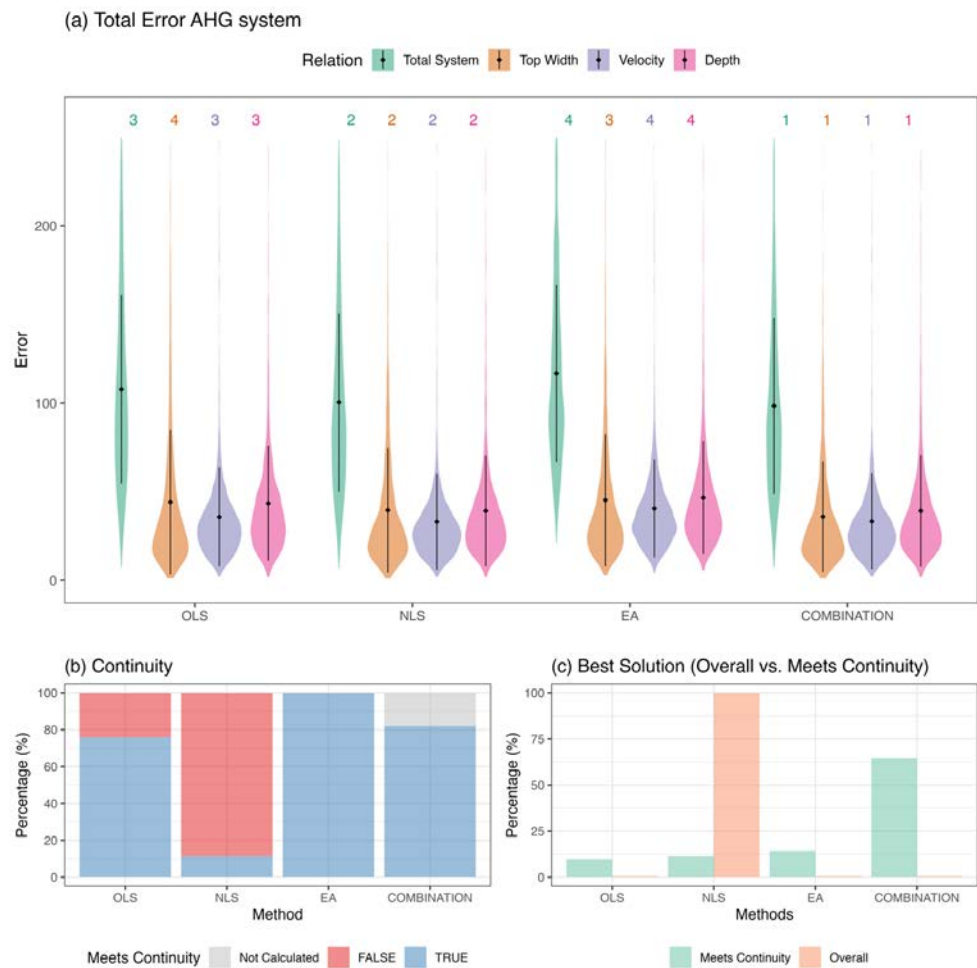 (a) Total Error AHG system
Relation Total System Top Width Velocity Depth
3 4 3 3 2 2 2 2 4 3 4 4 1 1 1 1
200
100
0
Error
OLS NLS EA COMBINATION
(b) Continuity
100
80
60
40
20
0
Percentage (%)
OLS NLS EA COMBINATION
Method
Meets Continuity Not Calculated FALSE TRUE
(c) Best Solution (Overall vs. Meets Continuity)
100
75
50
25
0
Percentage (%)
OLS NLS EA COMBINATION
Methods
Meets Continuity Overall